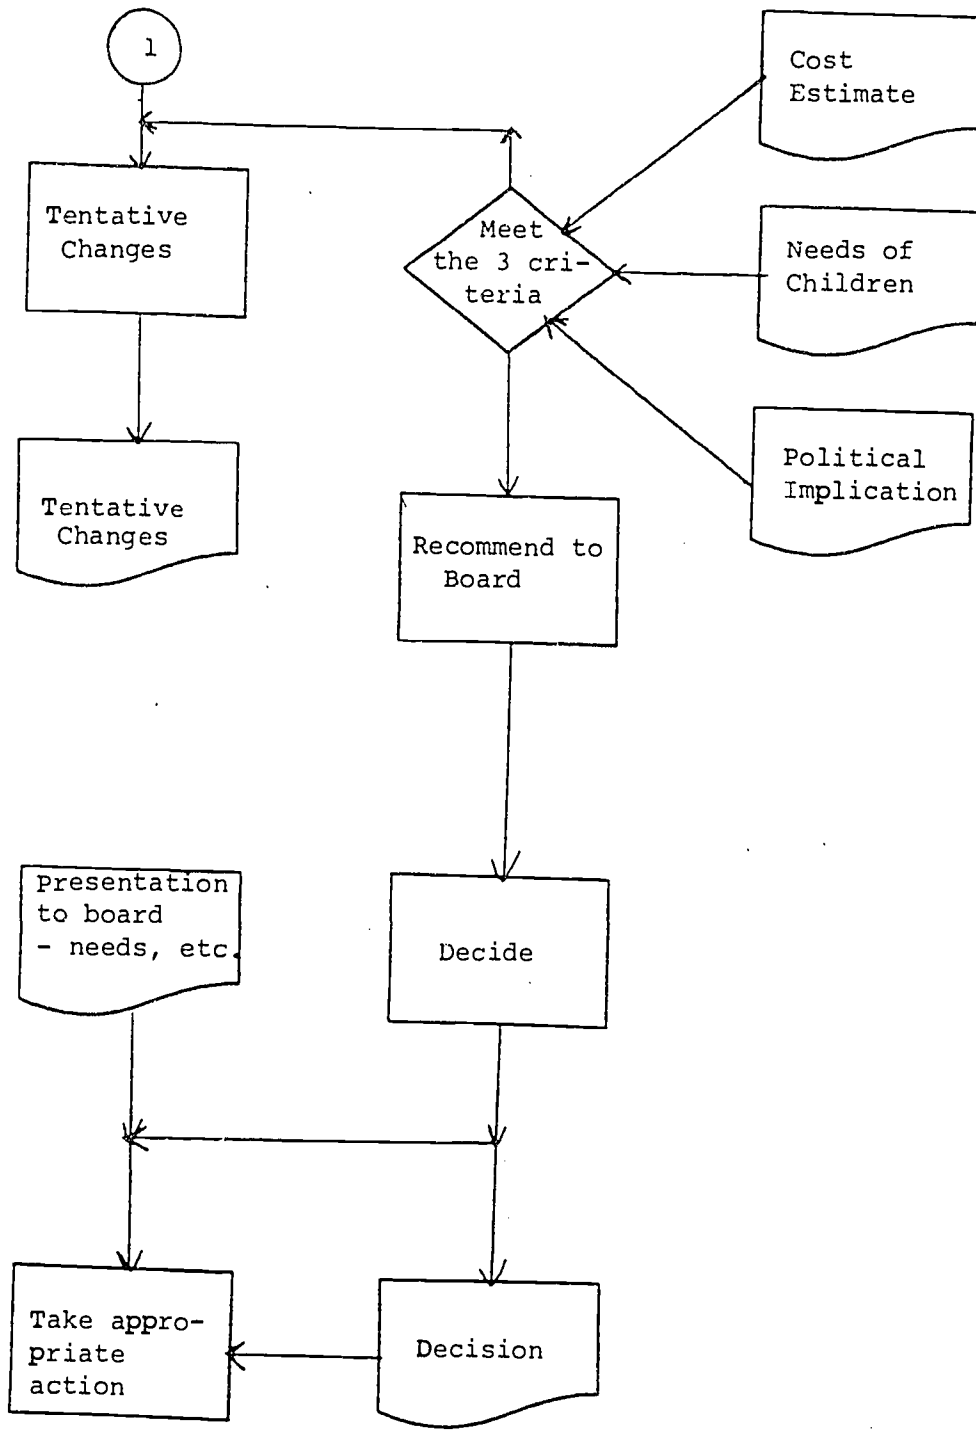 1
Cost
Estimate
Tentative
Changes
Meet
the 3 cri-
teria
Needs of
Children
Political
Implication
Tentative
Changes
Recommend to
Board
Presentation
to board
- needs, etc.
Decide
Take appro-
priate
action
Decision